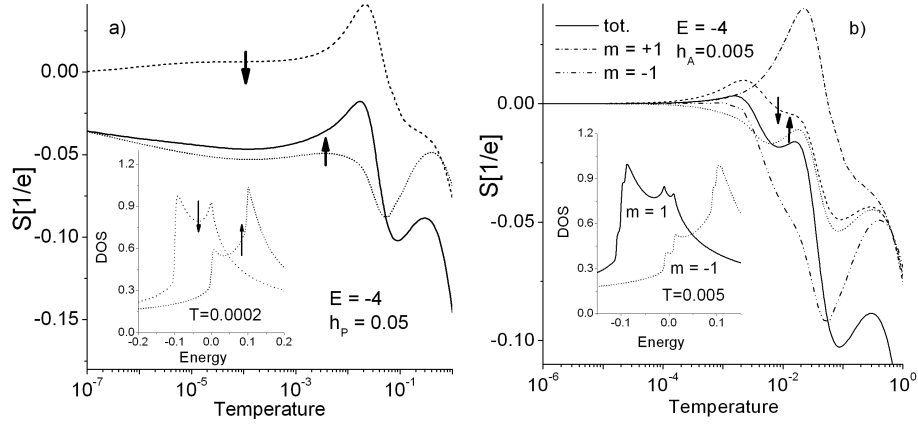 a)
S[1/e]
0.00
-0.05
-0.10
-0.15
DOS
1.2
0.9
0.6
0.3
0.0
T=0.0002
-0.2 -0.1 0.0 0.1 0.2
Energy
E = -4
h_P = 0.05
10^-7 10^-5 10^-3 10^-1
Temperature
b)
tot.
m = +1
m = -1
E = -4
h_A=0.005
S[1/e]
0.000
-0.05
-0.10
DOS
1.2
0.9
0.6
0.3
0.0
m = 1
m = -1
T=0.005
-0.1 0.0 0.1
Energy
10^-6 10^-4 10^-2 10^0
Temperature